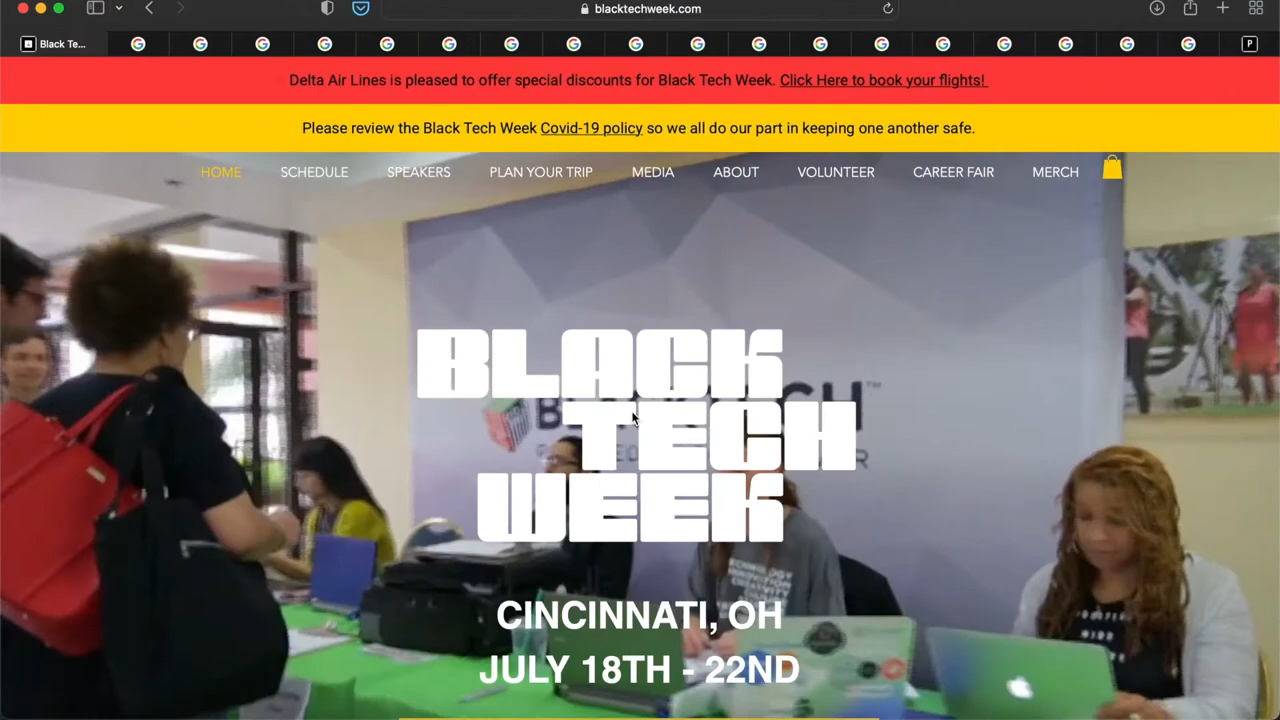 blacktechweek.com
Black Te...
Delta Air Lines is pleased to offer special discounts for Black Tech Week. Click Here to book your flights!
Please review the Black Tech Week Covid-19 policy so we all do our part in keeping one another safe.
HOME SCHEDULE SPEAKERS PLAN YOUR TRIP MEDIA ABOUT VOLUNTEER CAREER FAIR MERCH
BLACK
TECH
WEEK
CINCINNATI, OH
JULY 18TH - 22ND